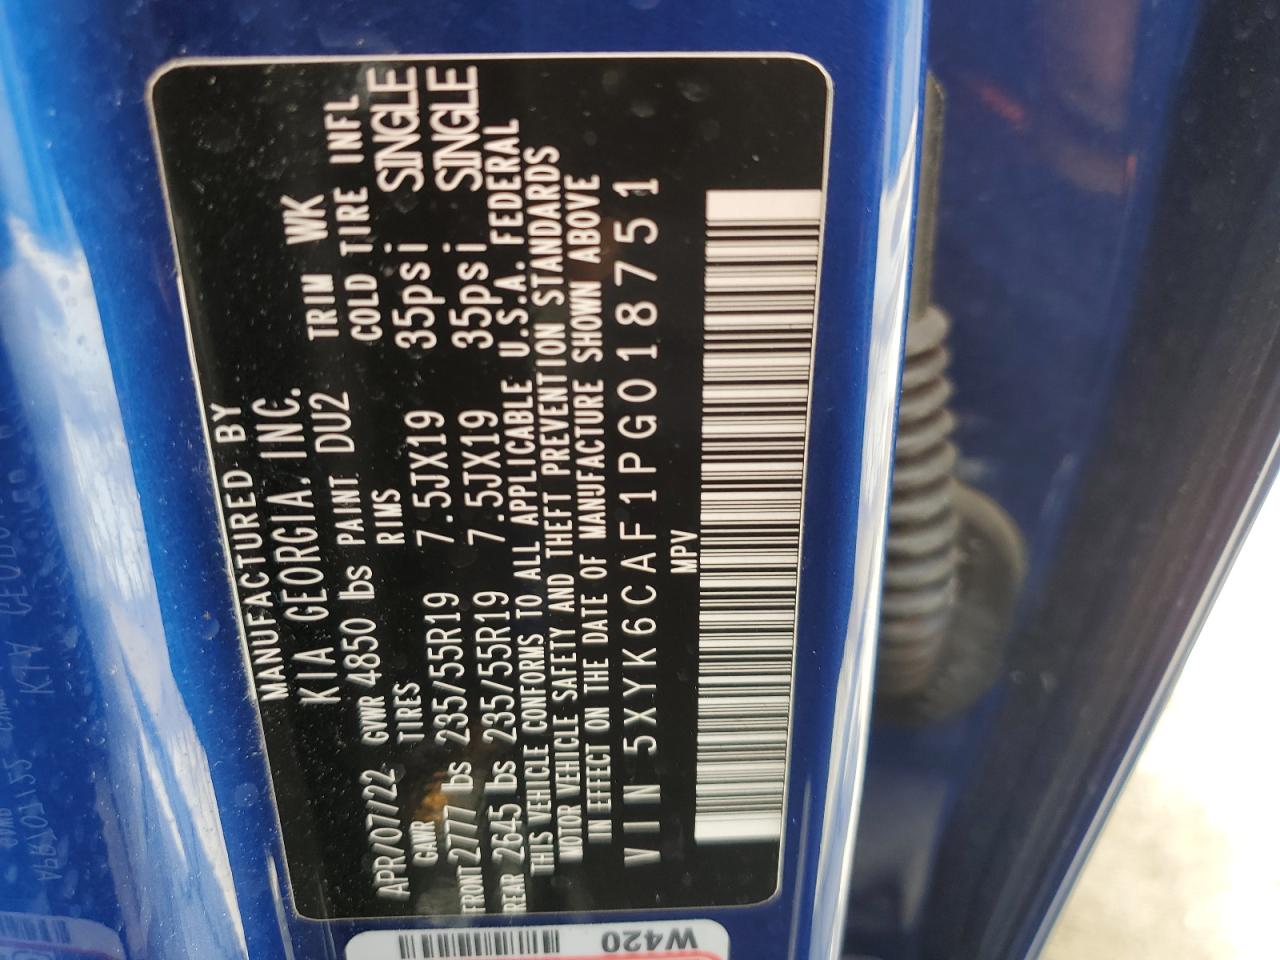 MANUFACTURED BY
KIA GEORGIA, INC.
APR/07/22 GVWR 4850 lbs PAINT DU2 TRIM WK
GAWR TIRES RIMS COLD TIRE INFL
FRONT 2777 lbs 235/55R19 7.5JX19 35psi SINGLE
REAR 2645 lbs 235/55R19 7.5JX19 35psi SINGLE
THIS VEHICLE CONFORMS TO ALL APPLICABLE U.S.A. FEDERAL
MOTOR VEHICLE SAFETY AND THEFT PREVENTION STANDARDS
IN EFFECT ON THE DATE OF MANUFACTURE SHOWN ABOVE
VIN 5XYK6CAF1PG018751
MPV
W420